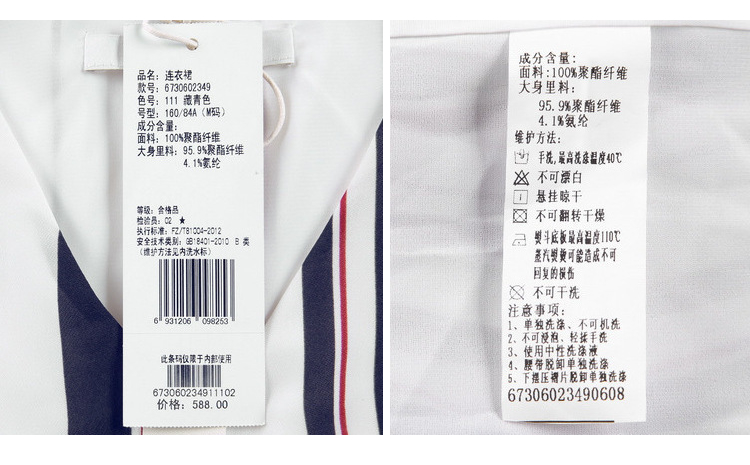 品名：连衣裙
款号：6730602349
色号：111 藏青色
号型：160/84A（M码）
成分含量：
面料：100%聚酯纤维
大身里料：95.9%聚酯纤维
4.1%氨纶
等级：合格品
检验员：02 ★
执行标准：FZ/T81004-2012
安全技术类别：GB18401-2010 B 类
（维护方法见内洗水标）
6 931206 098253
此条码仅限于内部使用
673060234911102
价格：588.00
成分含量：
面料：100%聚酯纤维
大身里料：
95.9%聚酯纤维
4.1%氨纶
维护方法：
手洗,最高洗涤温度40℃
不可漂白
悬挂晾干
不可翻转干燥
熨斗底板最高温度110℃
蒸汽熨烫可能造成不可
回复的损伤
不可干洗
注意事项：
1、单独洗涤、不可机洗
2、不可浸泡、轻揉手洗
3、使用中性洗涤液
4、腰带脱卸单独洗涤
5、下摆压褶片脱卸单独洗涤
67306023490608